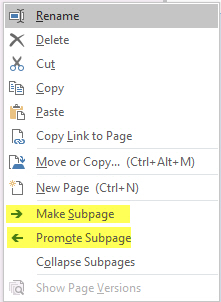 Rename
Delete
Cut
Copy
Paste
Copy Link to Page
Move or Copy... (Ctrl+Alt+M)
New Page (Ctrl+N)
Make Subpage
Promote Subpage
Collapse Subpages
Show Page Versions